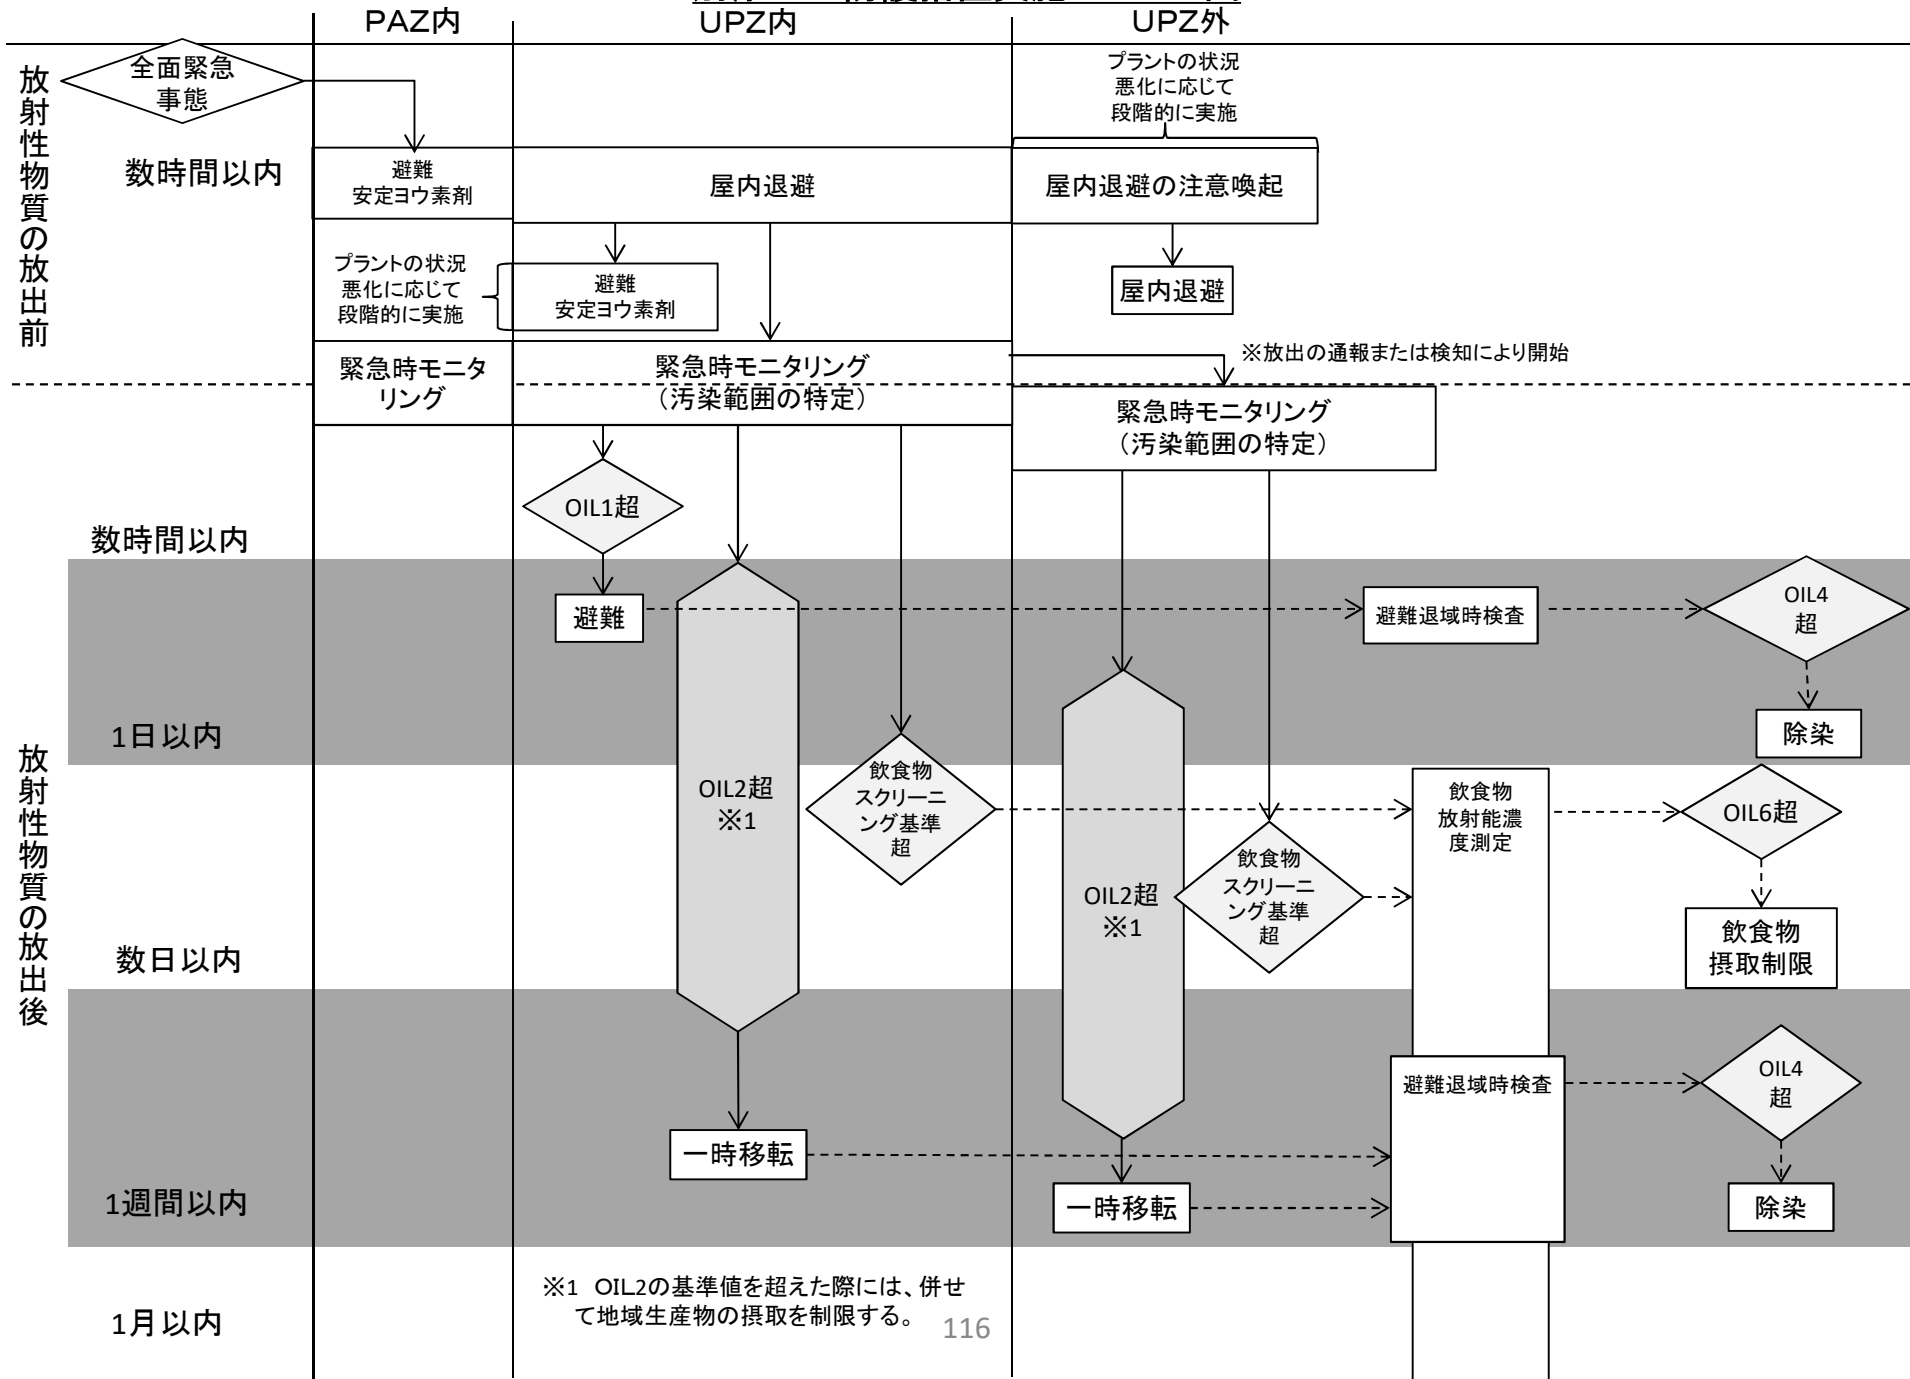 PAZ内
UPZ内
UPZ外
放射性物質の放出前
全面緊急
事態
プラントの状況
悪化に応じて
段階的に実施
数時間以内
避難
安定ヨウ素剤
屋内退避
屋内退避の注意喚起
プラントの状況
悪化に応じて
段階的に実施
避難
安定ヨウ素剤
屋内退避
※放出の通報または検知により開始
緊急時モニタ
リング
緊急時モニタリング
（汚染範囲の特定）
緊急時モニタリング
（汚染範囲の特定）
放射性物質の放出後
OIL1超
数時間以内
避難
避難退域時検査
OIL4
超
除染
1日以内
OIL2超
※1
飲食物
スクリーニ
ング基準
超
飲食物
放射能濃
度測定
OIL6超
OIL2超
※1
飲食物
スクリーニ
ング基準
超
飲食物
摂取制限
数日以内
避難退域時検査
OIL4
超
一時移転
一時移転
除染
1週間以内
※1 OIL2の基準値を超えた際には、併せ
て地域生産物の摂取を制限する。
1月以内
116